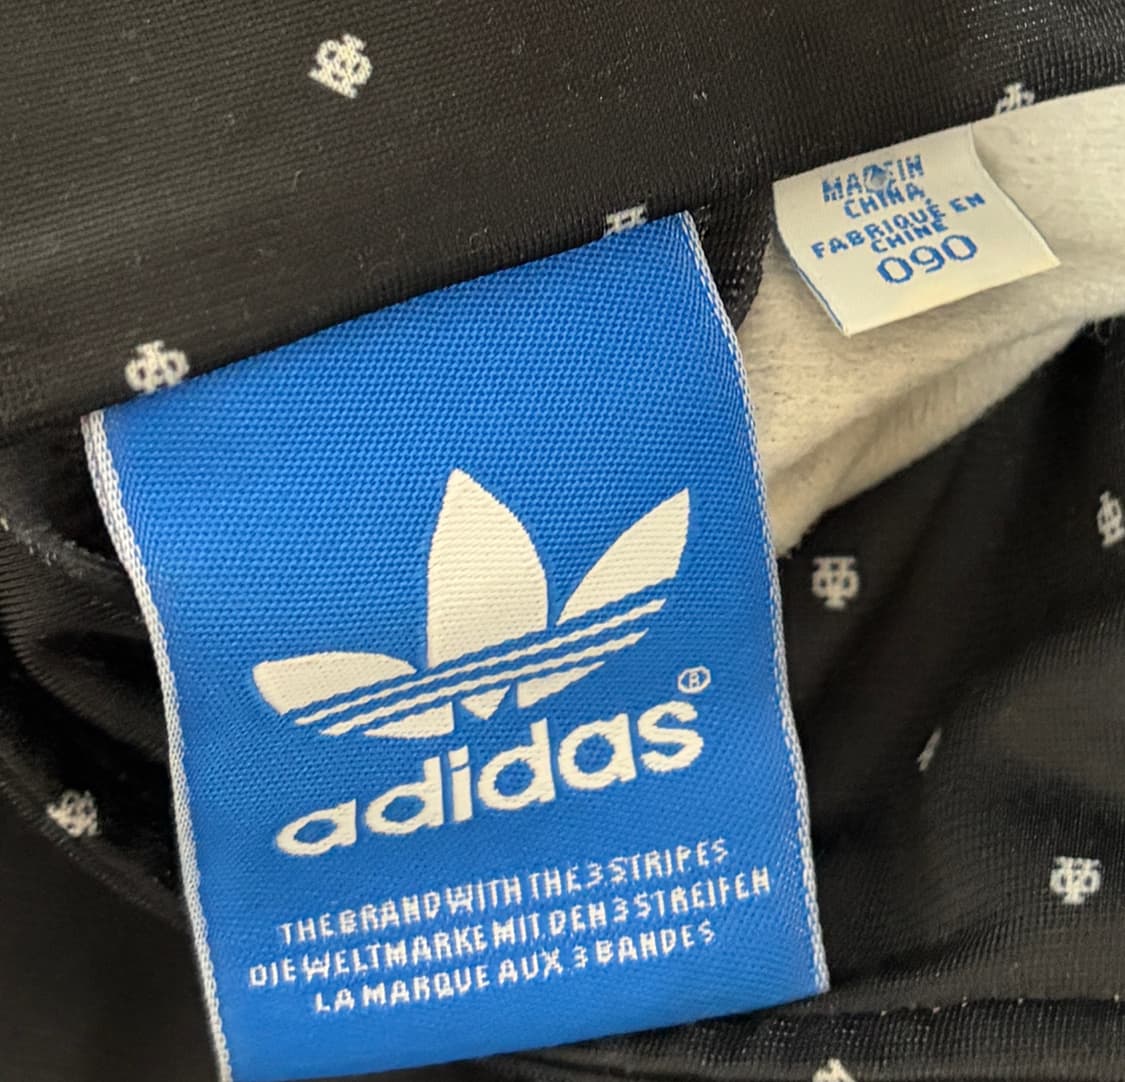 MADE IN
CHINA,
FABRIQUÉ EN
CHINE
090
®
adidas
THE BRAND WITH THE 3 STRIPES
DIE WELTMARKE MIT DEN 3 STREIFEN
LA MARQUE AUX 3 BANDES